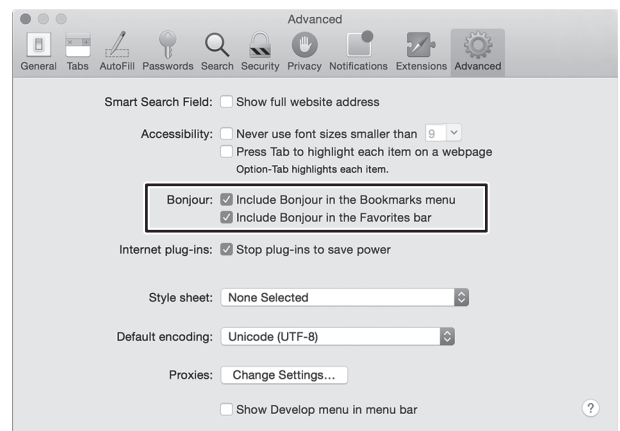 Advanced
General Tabs AutoFill Passwords Search Security Privacy Notifications Extensions Advanced
Smart Search Field: Show full website address
Accessibility: Never use font sizes smaller than 9
Press Tab to highlight each item on a webpage
Option-Tab highlights each item.
Bonjour: Include Bonjour in the Bookmarks menu
Include Bonjour in the Favorites bar
Internet plug-ins: Stop plug-ins to save power
Style sheet: None Selected
Default encoding: Unicode (UTF-8)
Proxies: Change Settings...
Show Develop menu in menu bar
?